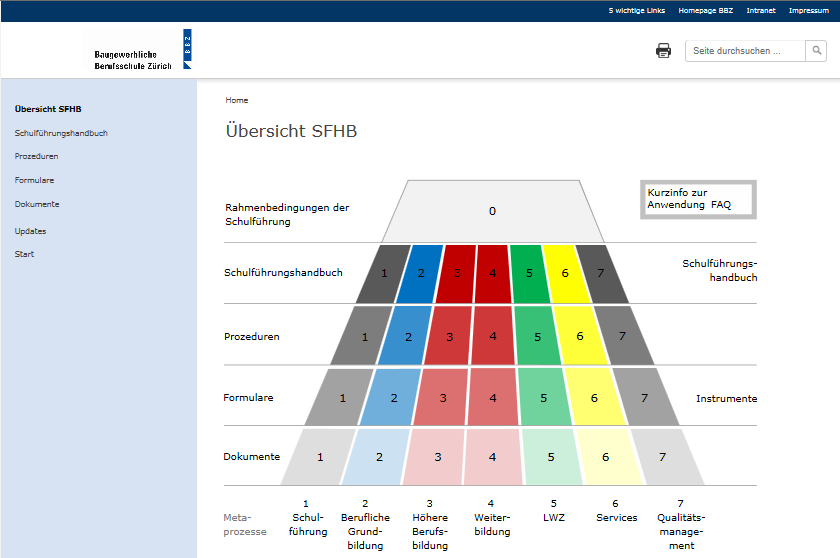 5 wichtige Links Homepage BBZ Intranet Impressum
Baugewerbliche
Berufsschule Zürich
BBZ
Seite durchsuchen ...
Übersicht SFHB
Schulführungshandbuch
Prozeduren
Formulare
Dokumente
Updates
Start
Home
Übersicht SFHB
Kurzinfo zur
Anwendung FAQ
Rahmenbedingungen der
Schulführung
0
Schulführungshandbuch 1 2 3 4 5 6 7
Schulführungs-
handbuch
Prozeduren 1 2 3 4 5 6 7
Formulare 1 2 3 4 5 6 7 Instrumente
Dokumente 1 2 3 4 5 6 7
Meta-
prozesse
1
Schul-
führung
2
Berufliche
Grund-
bildung
3
Höhere
Berufs-
bildung
4
Weiter-
bildung
5
LWZ
6
Services
7
Qualitäts-
manage-
ment